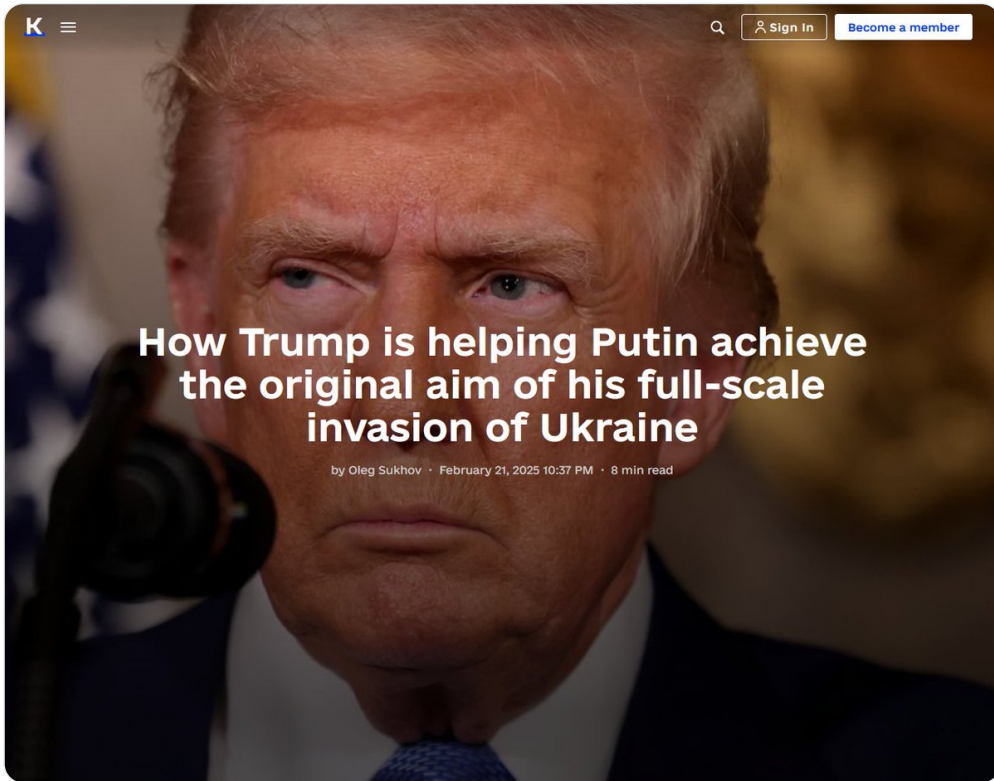 K
Sign In
Become a member
How Trump is helping Putin achieve
the original aim of his full-scale
invasion of Ukraine
by Oleg Sukhov · February 21, 2025 10:37 PM · 8 min read